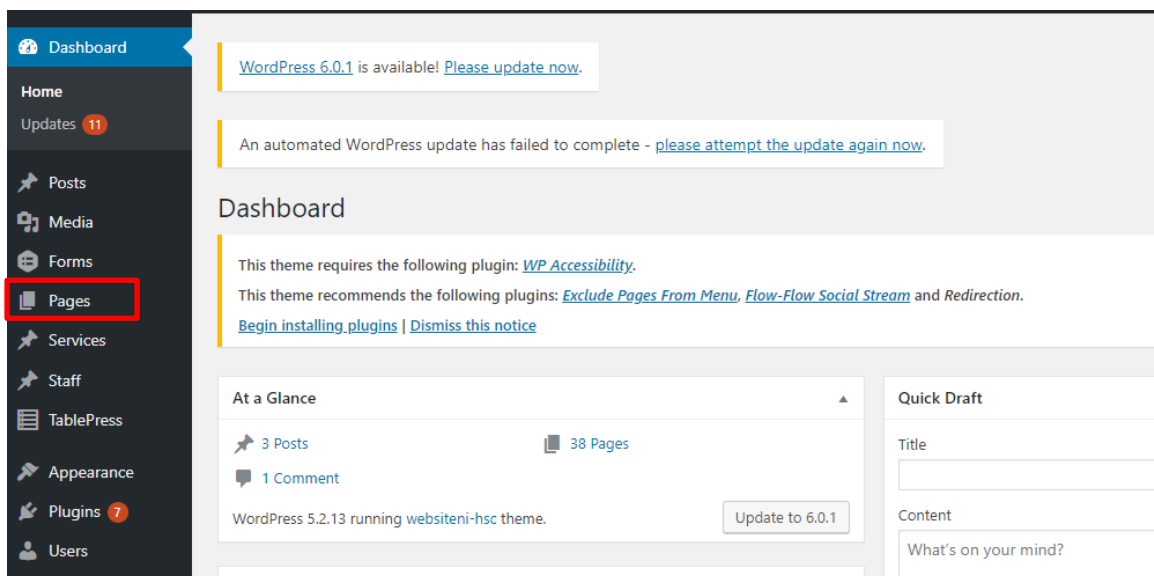 Dashboard
Home
Updates 11
Posts
Media
Forms
Pages
Services
Staff
TablePress
Appearance
Plugins 7
Users
WordPress 6.0.1 is available! Please update now.
An automated WordPress update has failed to complete - please attempt the update again now.
Dashboard
This theme requires the following plugin: WP Accessibility.
This theme recommends the following plugins: Exclude Pages From Menu, Flow-Flow Social Stream and Redirection.
Begin installing plugins | Dismiss this notice
At a Glance
3 Posts 38 Pages
1 Comment
WordPress 5.2.13 running websiteni-hsc theme. Update to 6.0.1
Quick Draft
Title
Content
What's on your mind?